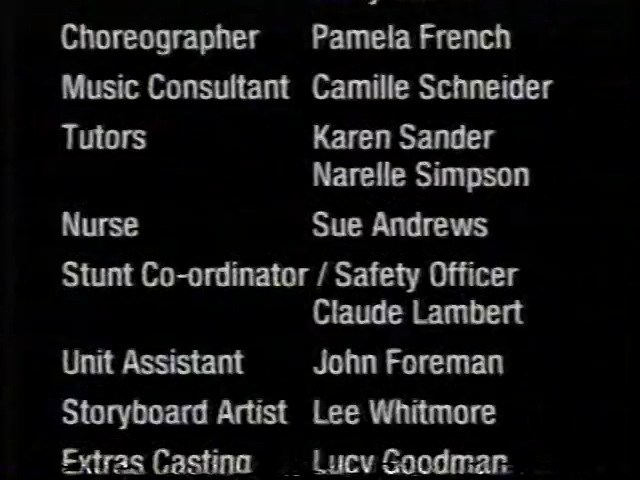 Choreographer Pamela French
Music Consultant Camille Schneider
Tutors Karen Sander
Narelle Simpson
Nurse Sue Andrews
Stunt Co-ordinator / Safety Officer
Claude Lambert
Unit Assistant John Foreman
Storyboard Artist Lee Whitmore
Extras Casting Lucy Goodman